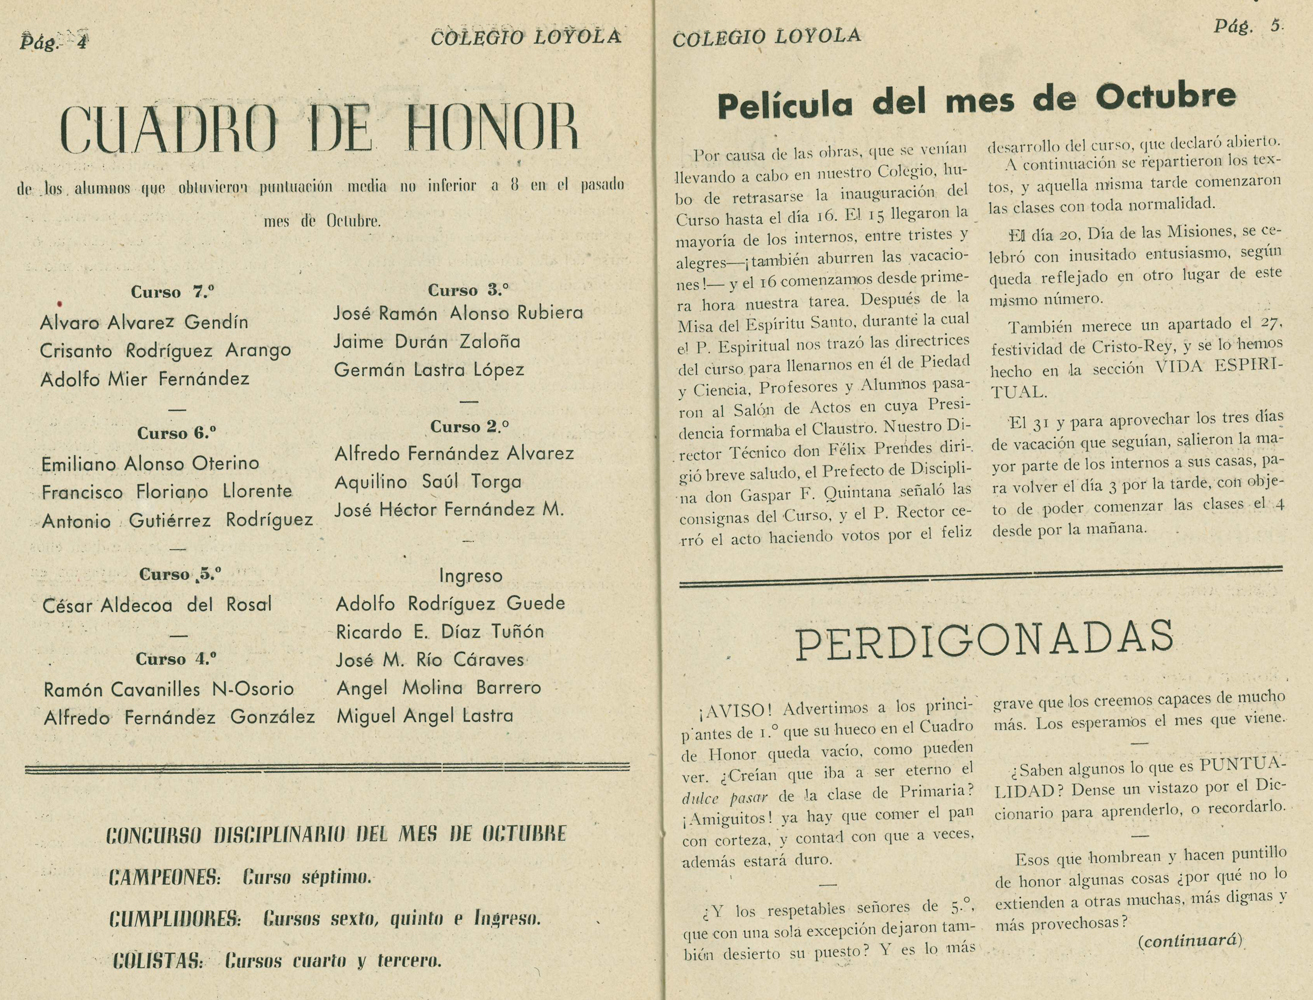 Pág. 4
COLEGIO LOYOLA
CUADRO DE HONOR
de los alumnos que obtuvieron puntuación media no inferior a 8 en el pasado
mes de Octubre.
Curso 7.º
Alvaro Alvarez Gendín
Crisanto Rodríguez Arango
Adolfo Mier Fernández
—
Curso 6.º
Emiliano Alonso Oterino
Francisco Floriano Llorente
Antonio Gutiérrez Rodríguez
—
Curso 5.º
César Aldecoa del Rosal
—
Curso 4.º
Ramón Cavanilles N-Osorio
Alfredo Fernández González
Curso 3.º
José Ramón Alonso Rubiera
Jaime Durán Zaloña
Germán Lastra López
—
Curso 2.º
Alfredo Fernández Alvarez
Aquilino Saúl Torga
José Héctor Fernández M.
—
Ingreso
Adolfo Rodríguez Guede
Ricardo E. Díaz Tuñón
José M. Río Cáraves
Angel Molina Barrero
Miguel Angel Lastra
CONCURSO DISCIPLINARIO DEL MES DE OCTUBRE
CAMPEONES: Curso séptimo.
CUMPLIDORES: Cursos sexto, quinto e Ingreso.
COLISTAS: Cursos cuarto y tercero.
COLEGIO LOYOLA
Pág. 5
Película del mes de Octubre
Por causa de las obras, que se venían
llevando a cabo en nuestro Colegio, hu-
bo de retrasarse la inauguración del
Curso hasta el día 16. El 15 llegaron la
mayoría de los internos, entre tristes y
alegres—¡también aburren las vacacio-
nes!— y el 16 comenzamos desde prime-
ra hora nuestra tarea. Después de la
Misa del Espíritu Santo, durante la cual
el P. Espiritual nos trazó las directrices
del curso para llenarnos en él de Piedad
y Ciencia, Profesores y Alumnos pasa-
ron al Salón de Actos en cuya Presi-
dencia formaba el Claustro. Nuestro Di-
rector Técnico don Félix Prendes diri-
gió breve saludo, el Prefecto de Discipli-
na don Gaspar F. Quintana señaló las
consignas del Curso, y el P. Rector ce-
rró el acto haciendo votos por el feliz
desarrollo del curso, que declaró abierto.
A continuación se repartieron los tex-
tos, y aquella misma tarde comenzaron
las clases con toda normalidad.
El día 20, Día de las Misiones, se ce-
lebró con inusitado entusiasmo, según
queda reflejado en otro lugar de este
mismo número.
También merece un apartado el 27,
festividad de Cristo-Rey, y se lo hemos
hecho en la sección VIDA ESPIRI-
TUAL.
El 31 y para aprovechar los tres días
de vacación que seguían, salieron la ma-
yor parte de los internos a sus casas, pa-
ra volver el día 3 por la tarde, con obje-
to de poder comenzar las clases el 4
desde por la mañana.
PERDIGONADAS
¡AVISO! Advertimos a los princi-
p antes de 1.º que su hueco en el Cuadro
de Honor queda vacío, como pueden
ver. ¿Creían que iba a ser eterno el
dulce pasar de la clase de Primaria?
¡Amiguitos! ya hay que comer el pan
con corteza, y contad con que a veces,
además estará duro.
—
¿Y los respetables señores de 5.º,
que con una sola excepción dejaron tam-
bién desierto su puesto? Y es lo más
grave que los creemos capaces de mucho
más. Los esperamos el mes que viene.
—
¿Saben algunos lo que es PUNTUA-
LIDAD? Dense un vistazo por el Dic-
cionario para aprenderlo, o recordarlo.
—
Esos que hombrean y hacen puntillo
de honor algunas cosas ¿por qué no lo
extienden a otras muchas, más dignas y
más provechosas?
(continuará)